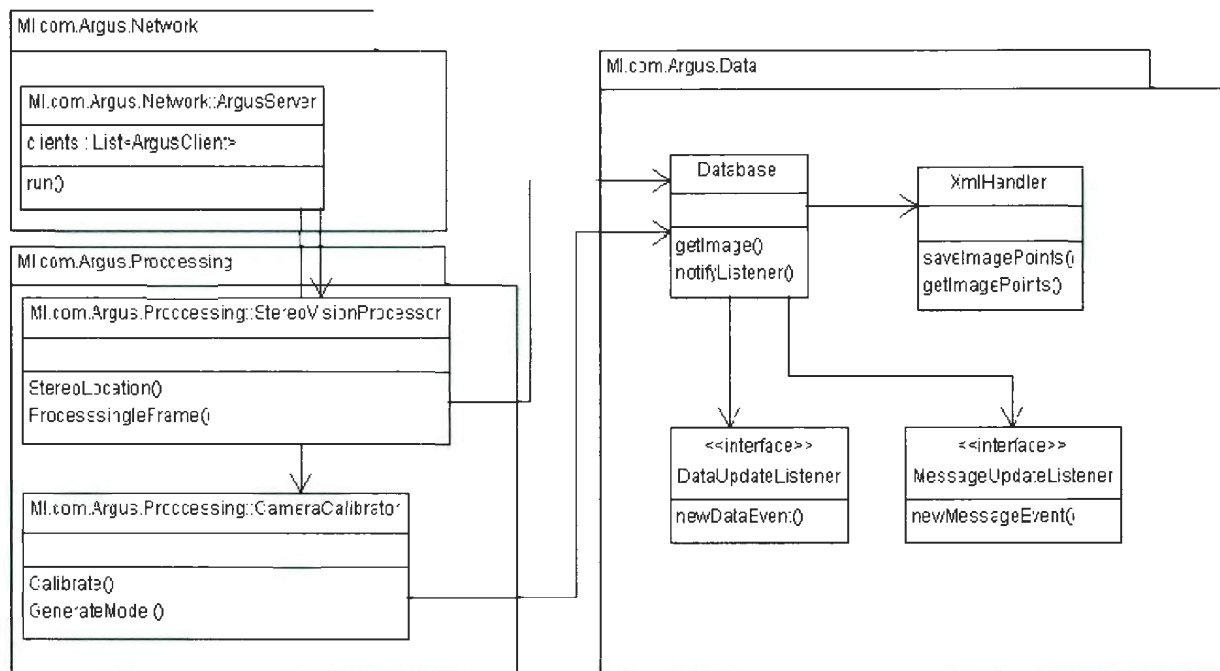 MI.com.Argus.Network
MI.com.Argus.Network::ArgusServer
clients : List<ArgusClient>
run()
MI.com.Argus.Proccessing
MI.com.Argus.Proccessing::StereoVisionProcessor
StereoLocation()
ProcesssingleFrame()
MI.com.Argus.Proccessing::CameraCalibrator
Calibrate()
GenerateModel()
MI.com.Argus.Data
Database
getImage()
notifyListener()
XmlHandler
saveImagePoints()
getImagePoints()
<<interface>>
DataUpdateListener
newDataEvent()
<<interface>>
MessageUpdateListener
newMessageEvent()